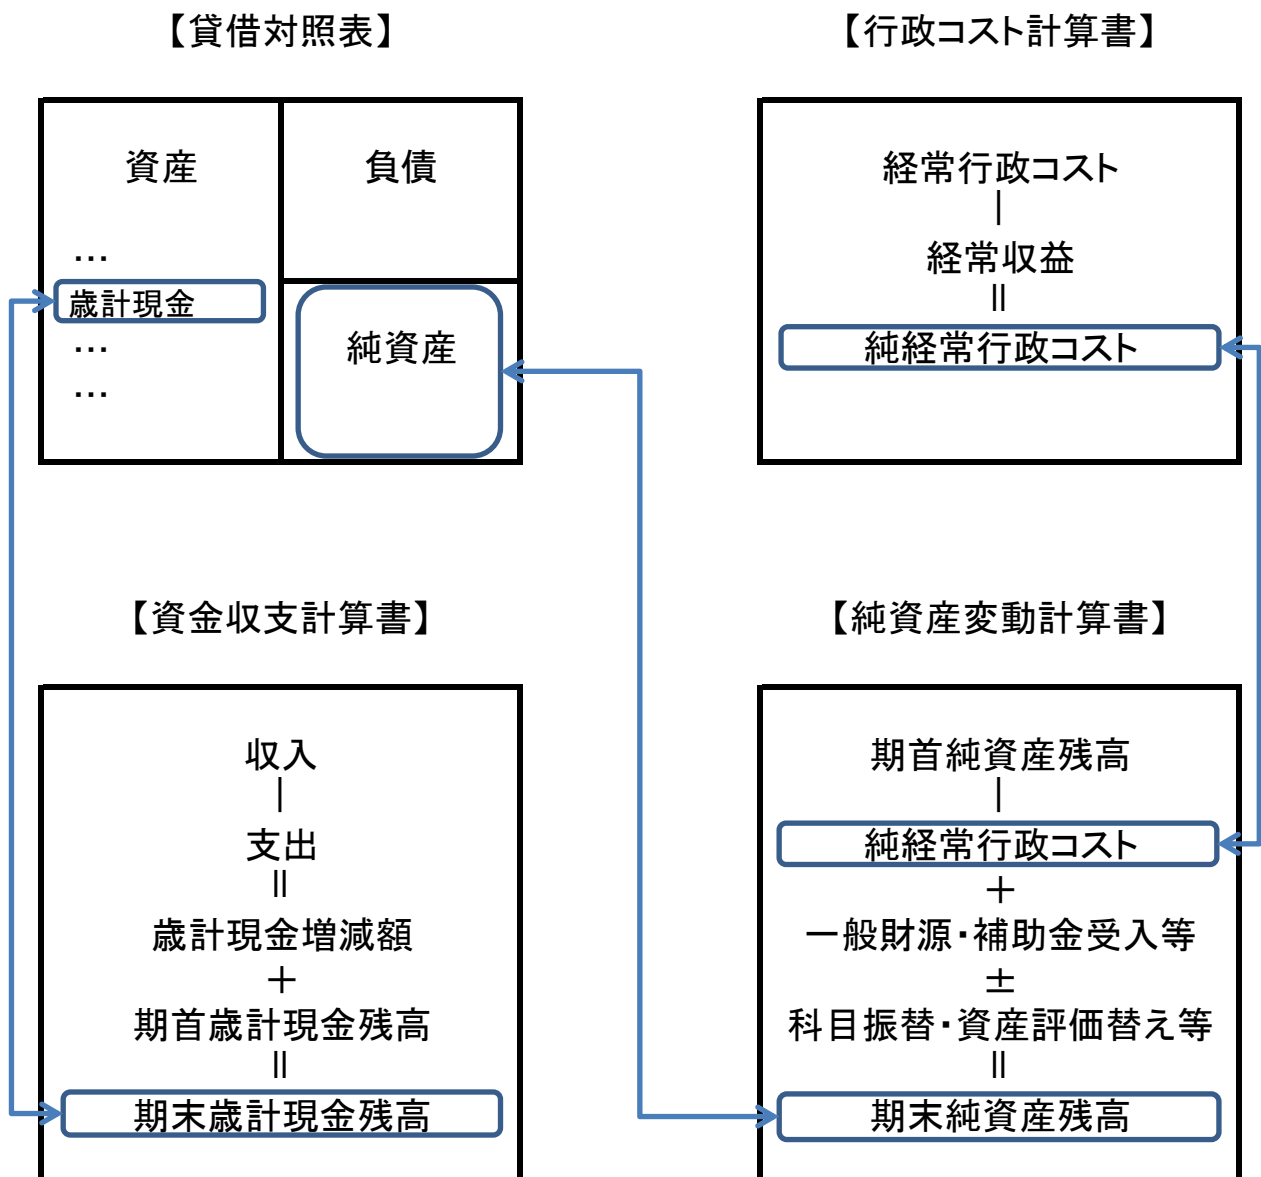 【貸借対照表】
資産
負債
…
歳計現金
…
…
純資産
【行政コスト計算書】
経常行政コスト
|
経常収益
||
純経常行政コスト
【資金収支計算書】
収入
|
支出
||
歳計現金増減額
＋
期首歳計現金残高
||
期末歳計現金残高
【純資産変動計算書】
期首純資産残高
|
純経常行政コスト
＋
一般財源・補助金受入等
±
科目振替・資産評価替え等
||
期末純資産残高